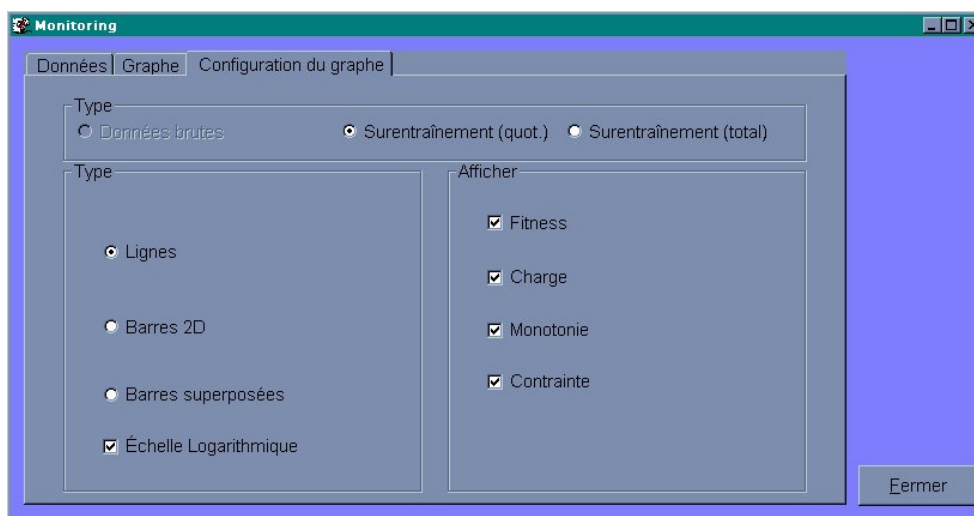 Monitoring
Données Graphe Configuration du graphe
Type
Données brutes Surentraînement (quot.) Surentraînement (total)
Type
Lignes
Barres 2D
Barres superposées
Échelle Logarithmique
Afficher
Fitness
Charge
Monotonie
Contrainte
Fermer